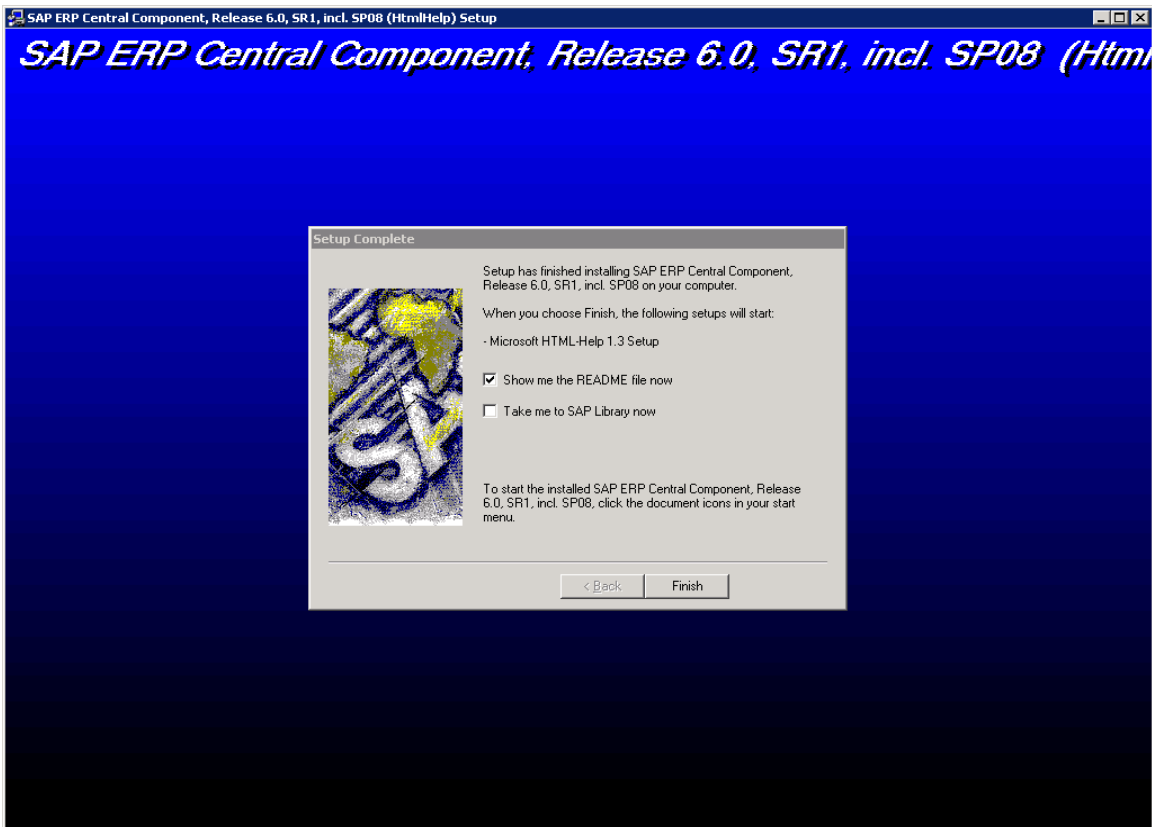 SAP ERP Central Component, Release 6.0, SR1, incl. SP08 (HtmlHelp) Setup
SAP ERP Central Component, Release 6.0, SR1, incl. SP08 (Html
Setup Complete
Setup has finished installing SAP ERP Central Component,
Release 6.0, SR1, incl. SP08 on your computer.
When you choose Finish, the following setups will start:
- Microsoft HTML-Help 1.3 Setup
Show me the README file now
Take me to SAP Library now
To start the installed SAP ERP Central Component, Release
6.0, SR1, incl. SP08, click the document icons in your start
menu.
< Back
Finish